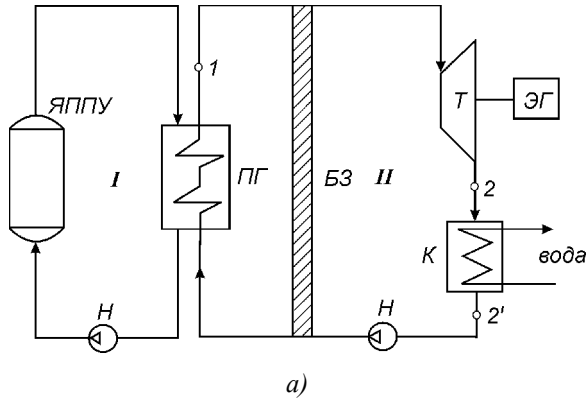 ЯППУ
1
I
ПГ
БЗ
II
Т
ЭГ
2
К
вода
Н
Н
2'
а)